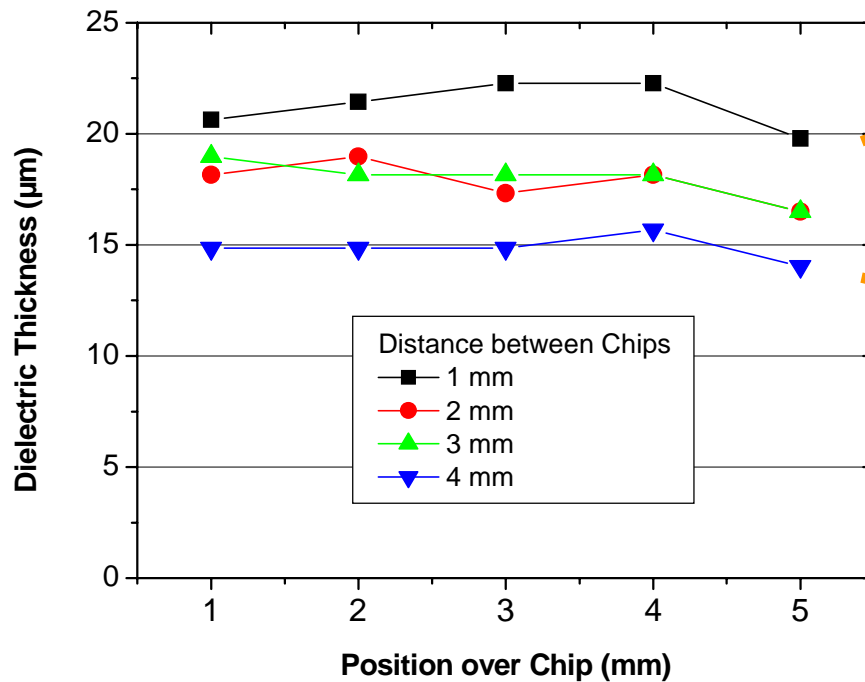 25
20
15
10
5
0
Dielectric Thickness (µm)
Distance between Chips
1 mm
2 mm
3 mm
4 mm
1 2 3 4 5
Position over Chip (mm)